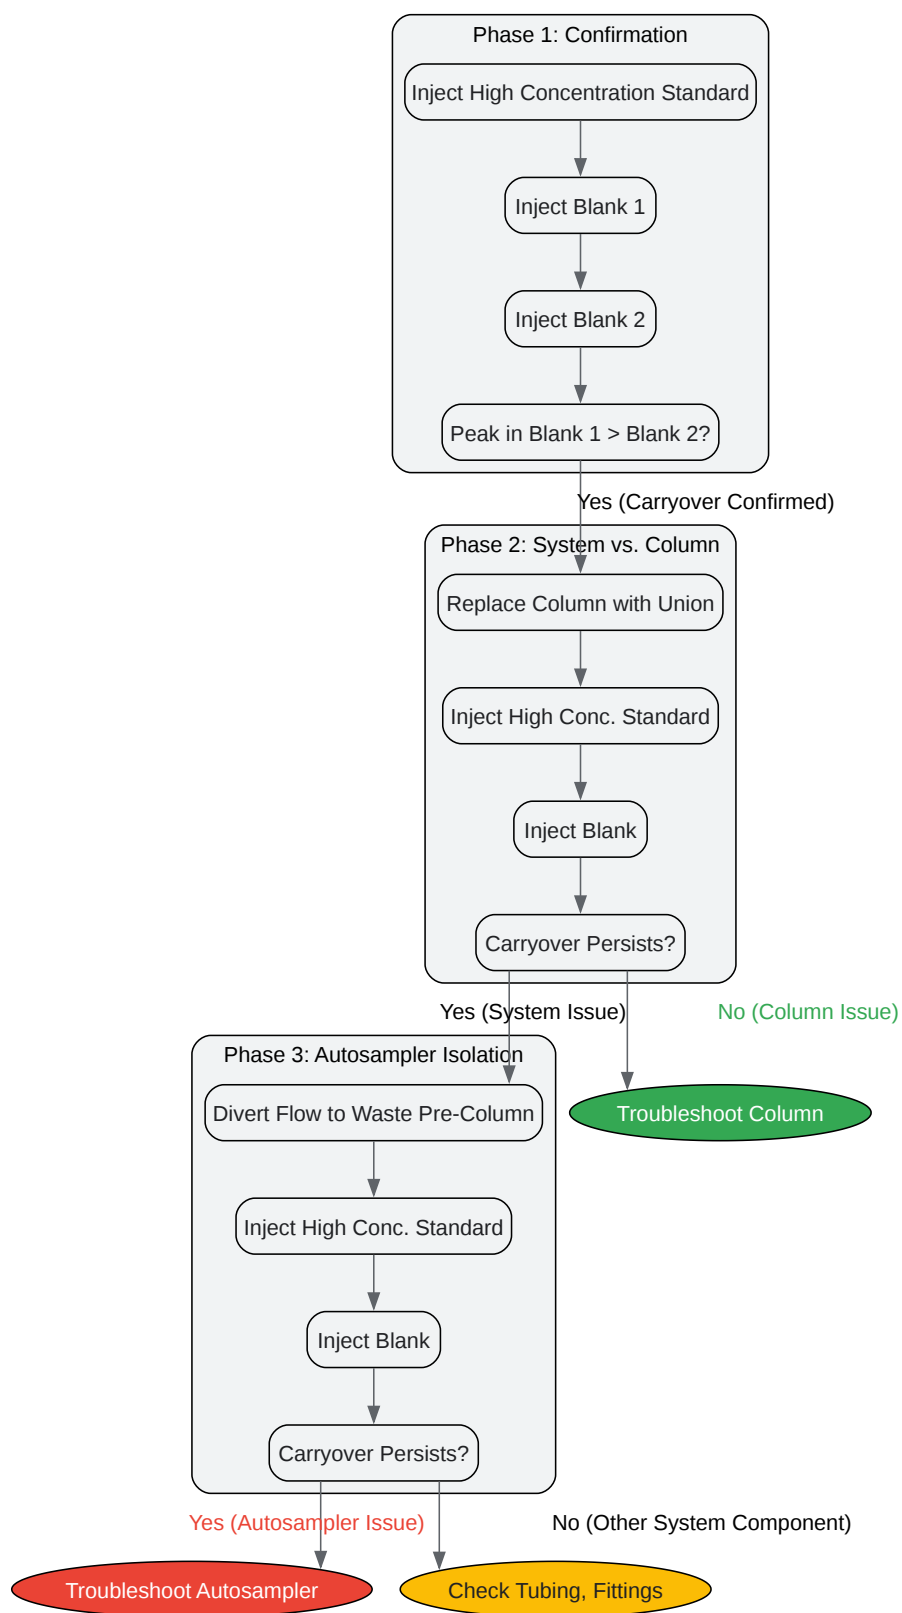 Phase 1: Confirmation
Inject High Concentration Standard
Inject Blank 1
Inject Blank 2
Peak in Blank 1 > Blank 2?
Yes (Carryover Confirmed)
Phase 2: System vs. Column
Replace Column with Union
Inject High Conc. Standard
Inject Blank
Carryover Persists?
Yes (System Issue)
No (Column Issue)
Phase 3: Autosampler Isolation
Divert Flow to Waste Pre-Column
Troubleshoot Column
Inject High Conc. Standard
Inject Blank
Carryover Persists?
Yes (Autosampler Issue)
No (Other System Component)
Troubleshoot Autosampler
Check Tubing, Fittings